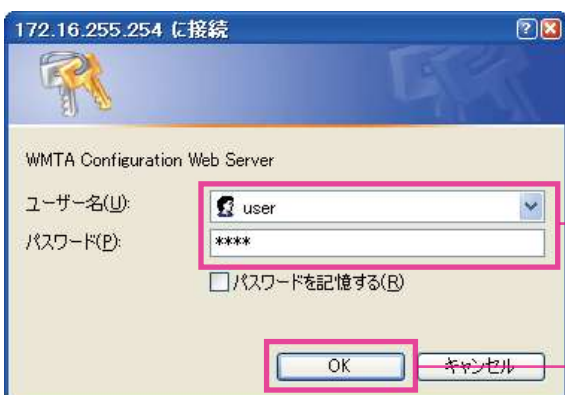 172.16.255.254 に接続
WMTA Configuration Web Server
ユーザー名(U):
user
パスワード(P):
****
パスワードを記憶する(R)
OK
キャンセル